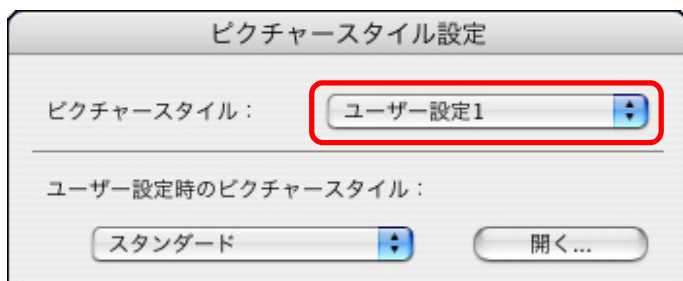 ピクチャースタイル設定
ピクチャースタイル： ユーザー設定1
ユーザー設定時のピクチャースタイル：
スタンダード 開く...